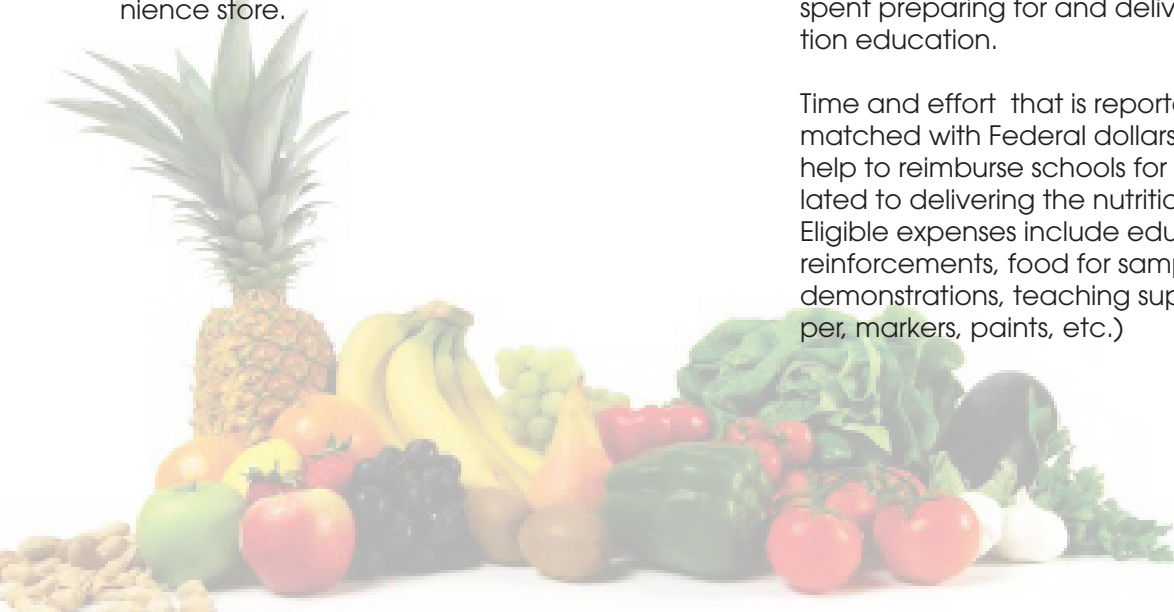 nience store.
spent preparing for and deliv
tion education.
Time and effort that is report
matched with Federal dollars
help to reimburse schools for
lated to delivering the nutritio
Eligible expenses include edu
reinforcements, food for samp
demonstrations, teaching sup
per, markers, paints, etc.)